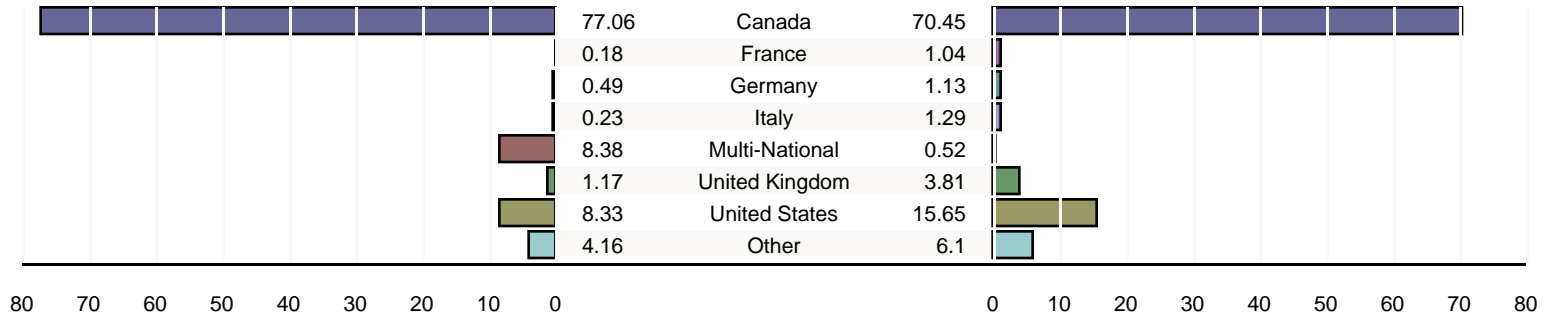 77.06 Canada 70.45
0.18 France 1.04
0.49 Germany 1.13
0.23 Italy 1.29
8.38 Multi-National 0.52
1.17 United Kingdom 3.81
8.33 United States 15.65
4.16 Other 6.1
80 70 60 50 40 30 20 10 0 0 10 20 30 40 50 60 70 80